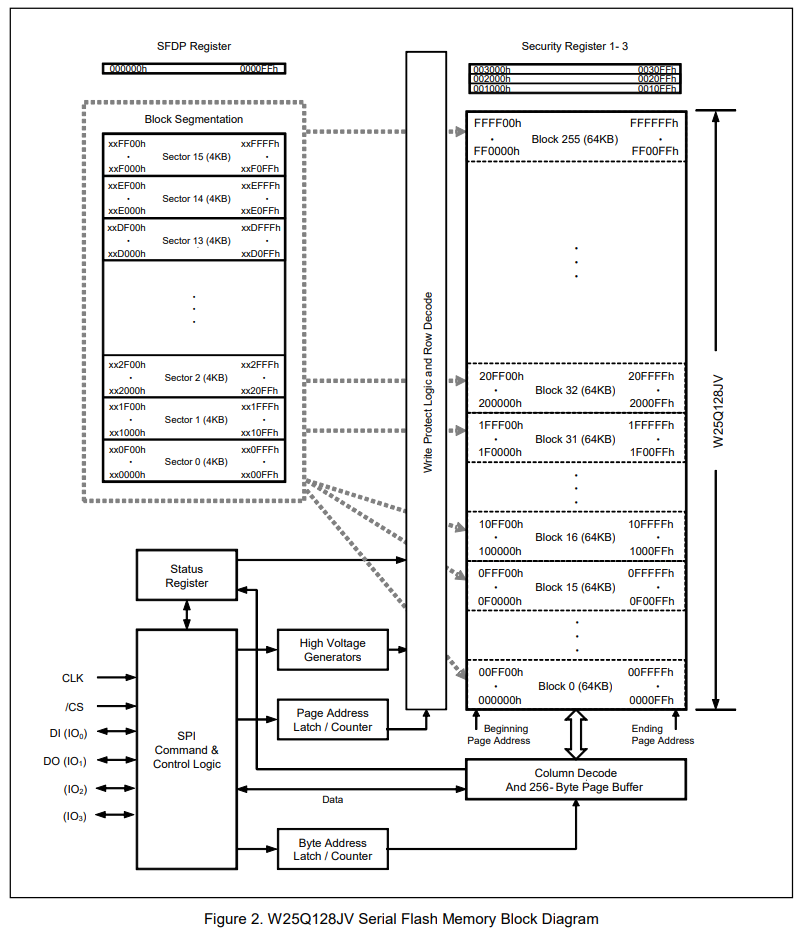 SFDP Register
000000h 0000FFh
Security Register 1- 3
003000h 0030FFh
002000h 0020FFh
001000h 0010FFh
Block Segmentation
xxFF00h xxFFFFh
· Sector 15 (4KB) ·
xxF000h xxF0FFh
xxEF00h xxEFFFh
· Sector 14 (4KB) ·
xxE000h xxE0FFh
xxDF00h xxDFFFh
· Sector 13 (4KB) ·
xxD000h xxD0FFh
xx2F00h xx2FFFh
· Sector 2 (4KB) ·
xx2000h xx20FFh
xx1F00h xx1FFFh
· Sector 1 (4KB) ·
xx1000h xx10FFh
xx0F00h xx0FFFh
· Sector 0 (4KB) ·
xx0000h xx00FFh
Write Protect Logic and Row Decode
FFFF00h FFFFFFh
· Block 255 (64KB) ·
FF0000h FF00FFh
20FF00h 20FFFFh
· Block 32 (64KB) ·
200000h 2000FFh
1FFF00h 1FFFFFh
· Block 31 (64KB) ·
1F0000h 1F00FFh
10FF00h 10FFFFh
· Block 16 (64KB) ·
100000h 1000FFh
0FFF00h 0FFFFFh
· Block 15 (64KB) ·
0F0000h 0F00FFh
00FF00h 00FFFFh
· Block 0 (64KB) ·
000000h 0000FFh
W25Q128JV
Beginning
Page Address
Ending
Page Address
Status
Register
High Voltage
Generators
Page Address
Latch / Counter
CLK
/CS
DI (IO₀)
DO (IO₁)
(IO₂)
(IO₃)
SPI
Command &
Control Logic
Column Decode
And 256- Byte Page Buffer
Data
Byte Address
Latch / Counter
Figure 2. W25Q128JV Serial Flash Memory Block Diagram